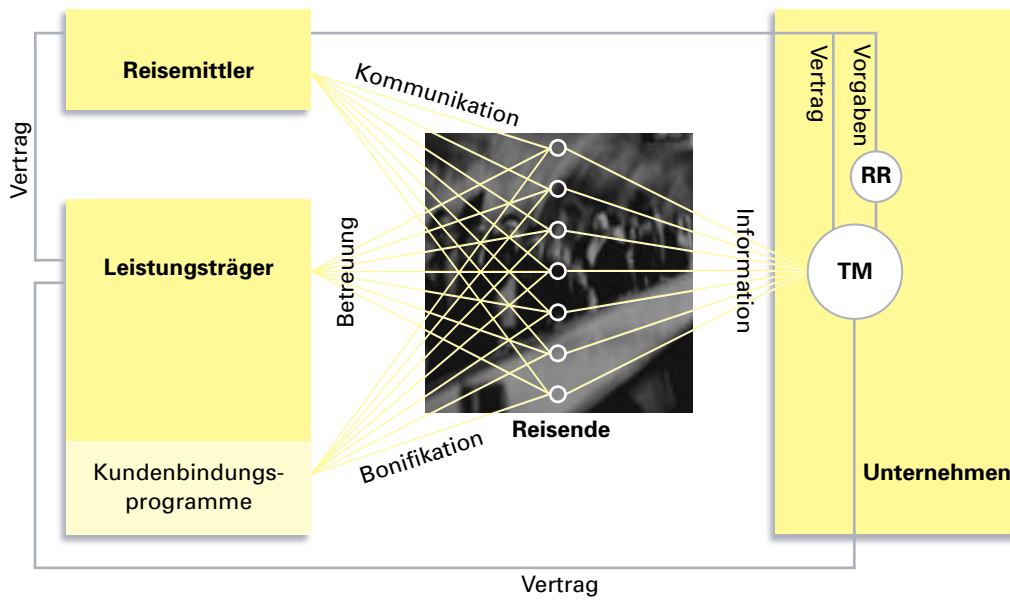 Reisemittler
Kommunikation
Vertrag
Vorgaben
RR
Vertrag
Leistungsträger
Betreuung
Information
TM
Kundenbindungs-
programme
Bonifikation
Reisende
Unternehmen
Vertrag